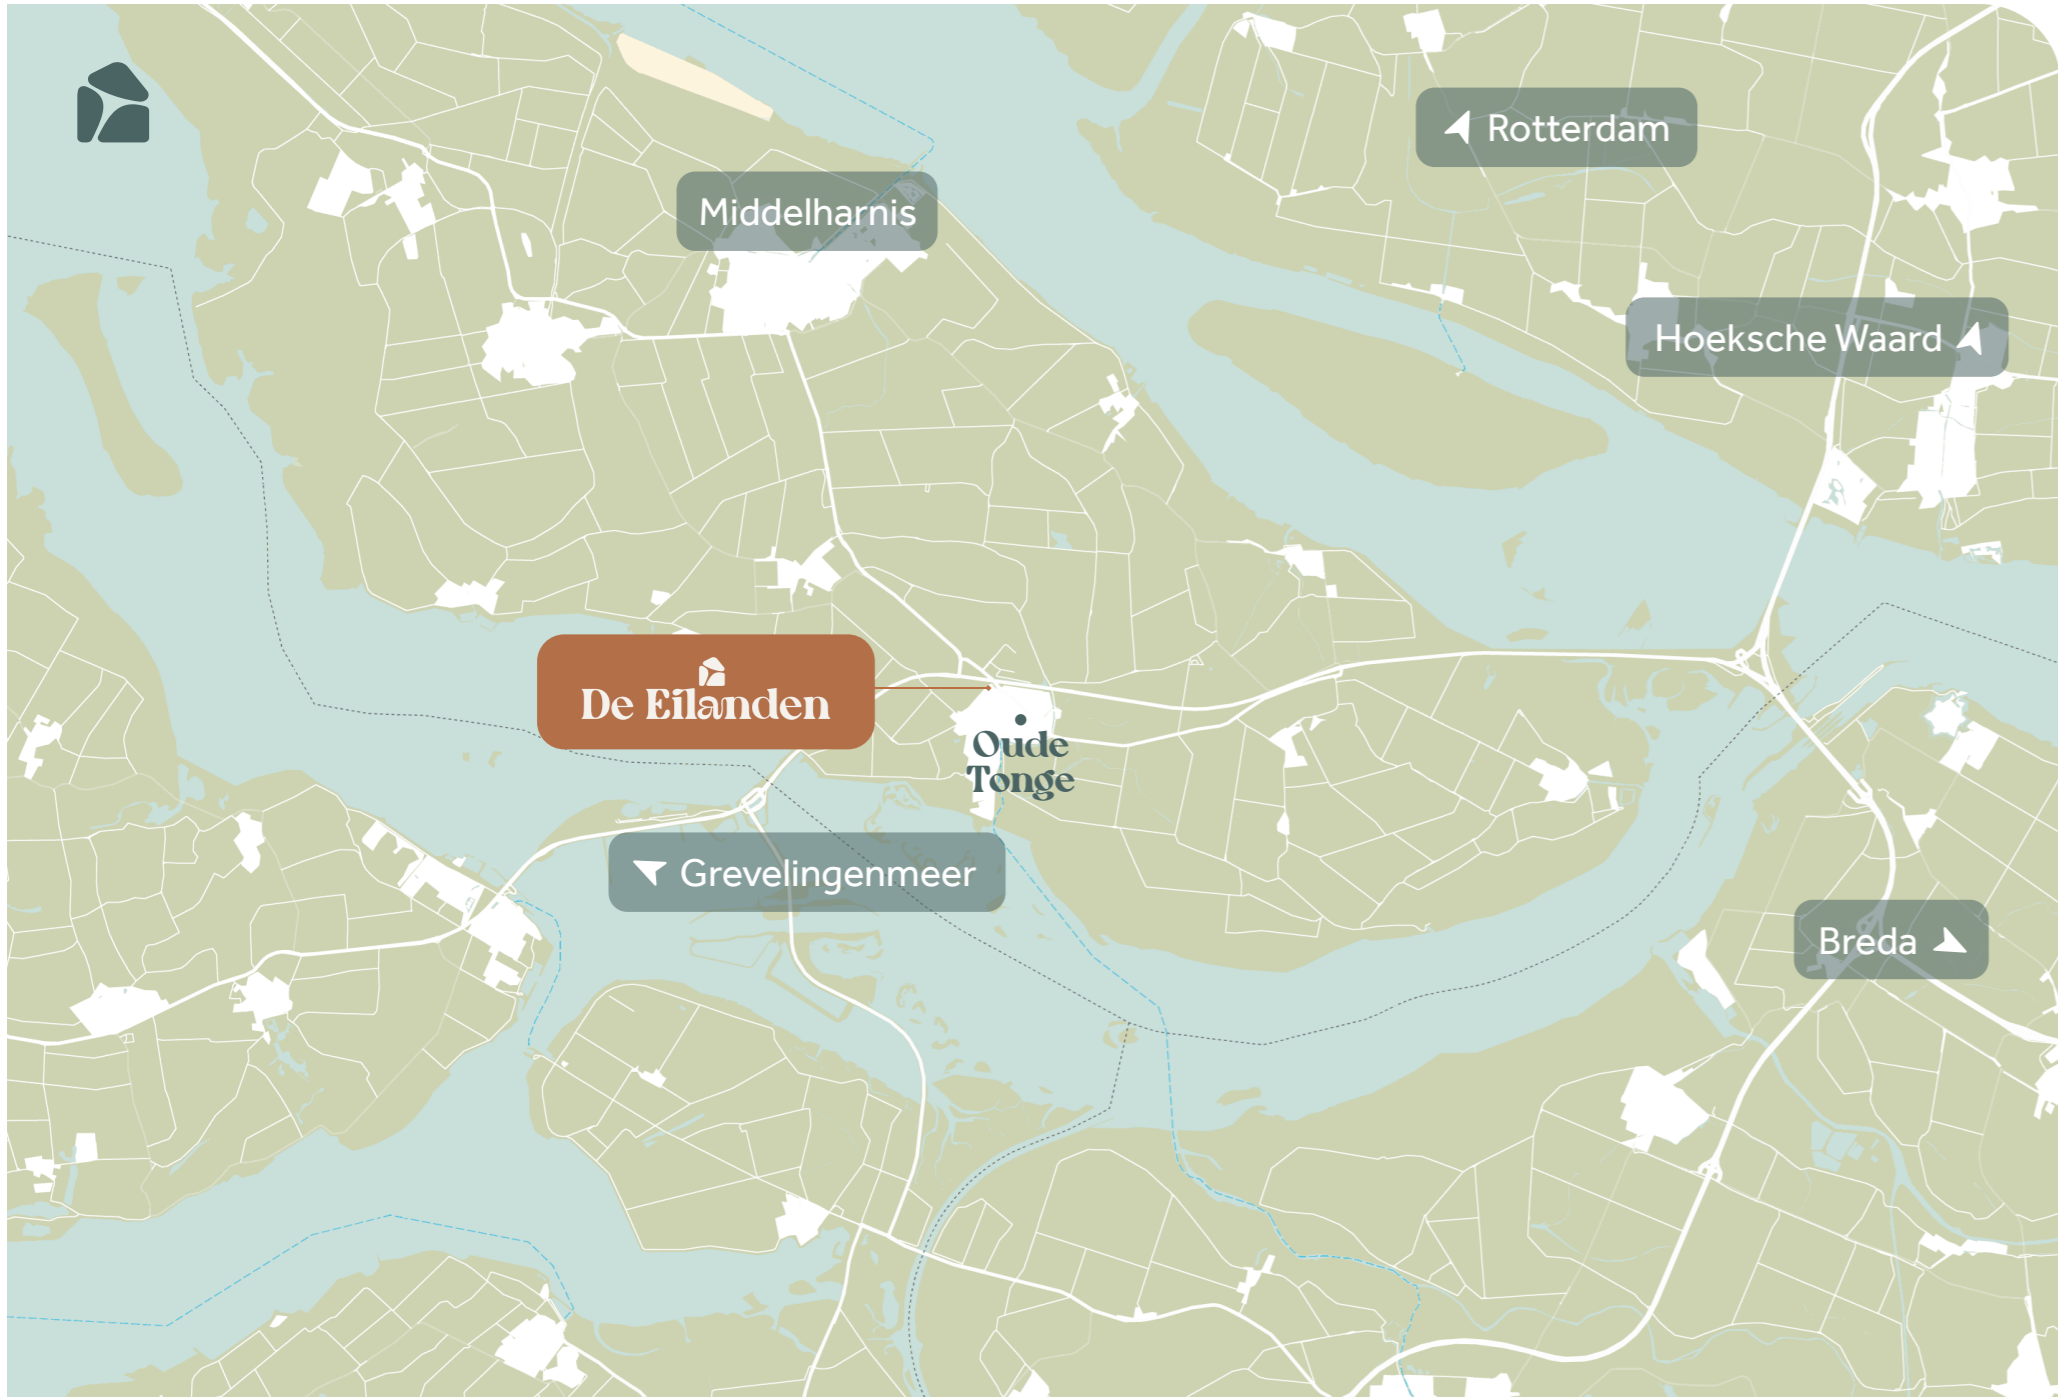 Rotterdam
Middelharnis
Hoeksche Waard
De Eilanden
Oude
Tonge
Grevelingenmeer
Breda